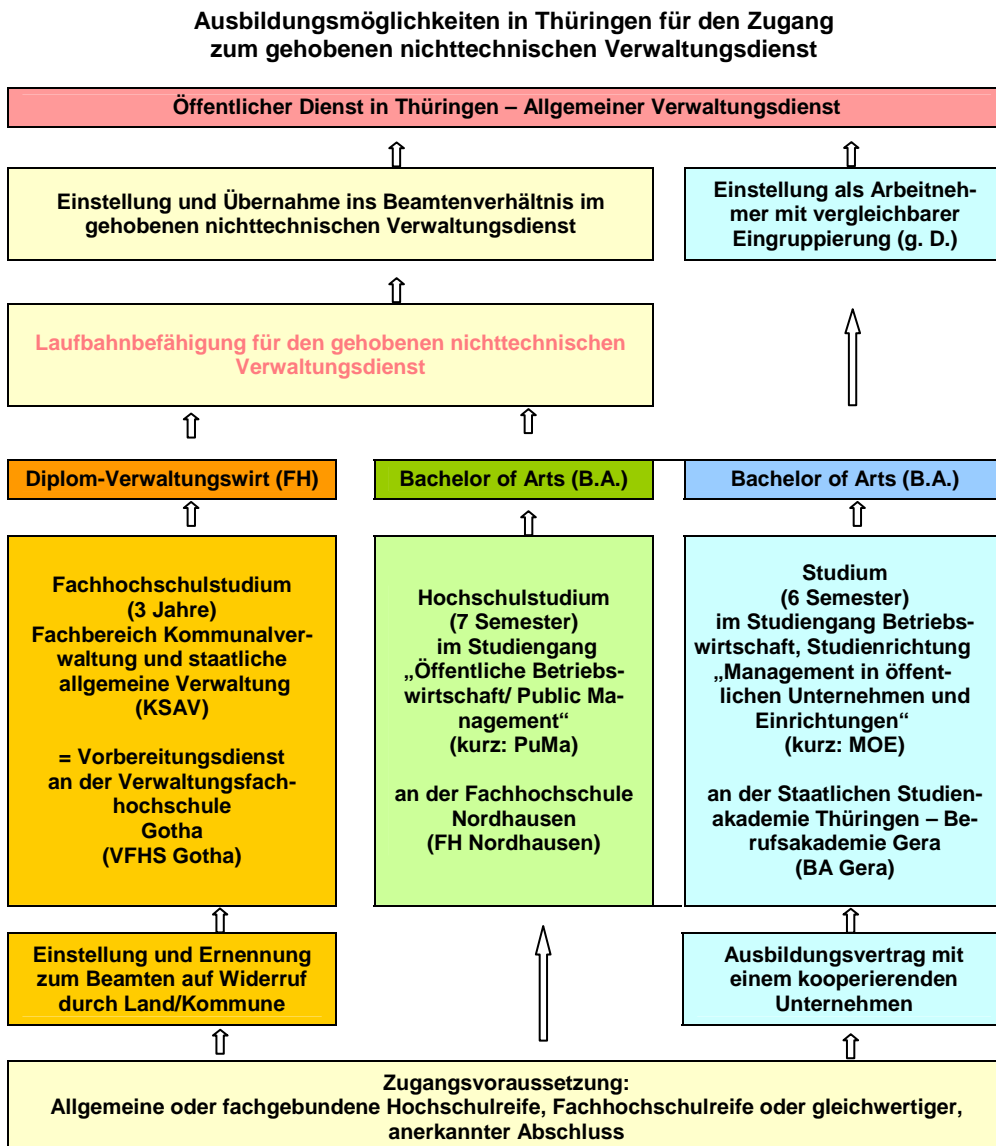 Ausbildungsmöglichkeiten in Thüringen für den Zugang
zum gehobenen nichttechnischen Verwaltungsdienst
Öffentlicher Dienst in Thüringen – Allgemeiner Verwaltungsdienst
Einstellung und Übernahme ins Beamtenverhältnis im
gehobenen nichttechnischen Verwaltungsdienst
Einstellung als Arbeitneh-
mer mit vergleichbarer
Eingruppierung (g. D.)
Laufbahnbefähigung für den gehobenen nichttechnischen
Verwaltungsdienst
Diplom-Verwaltungswirt (FH)
Bachelor of Arts (B.A.)
Bachelor of Arts (B.A.)
Fachhochschulstudium
(3 Jahre)
Fachbereich Kommunalver-
waltung und staatliche
allgemeine Verwaltung
(KSAV)
= Vorbereitungsdienst
an der Verwaltungsfach-
hochschule
Gotha
(VFHS Gotha)
Hochschulstudium
(7 Semester)
im Studiengang
„Öffentliche Betriebs-
wirtschaft/ Public Ma-
nagement“
(kurz: PuMa)
an der Fachhochschule
Nordhausen
(FH Nordhausen)
Studium
(6 Semester)
im Studiengang Betriebs-
wirtschaft, Studienrichtung
„Management in öffent-
lichen Unternehmen und
Einrichtungen“
(kurz: MOE)
an der Staatlichen Studien-
akademie Thüringen – Be-
rufsakademie Gera
(BA Gera)
Einstellung und Ernennung
zum Beamten auf Widerruf
durch Land/Kommune
Ausbildungsvertrag mit
einem kooperierenden
Unternehmen
Zugangsvoraussetzung:
Allgemeine oder fachgebundene Hochschulreife, Fachhochschulreife oder gleichwertiger,
anerkannter Abschluss